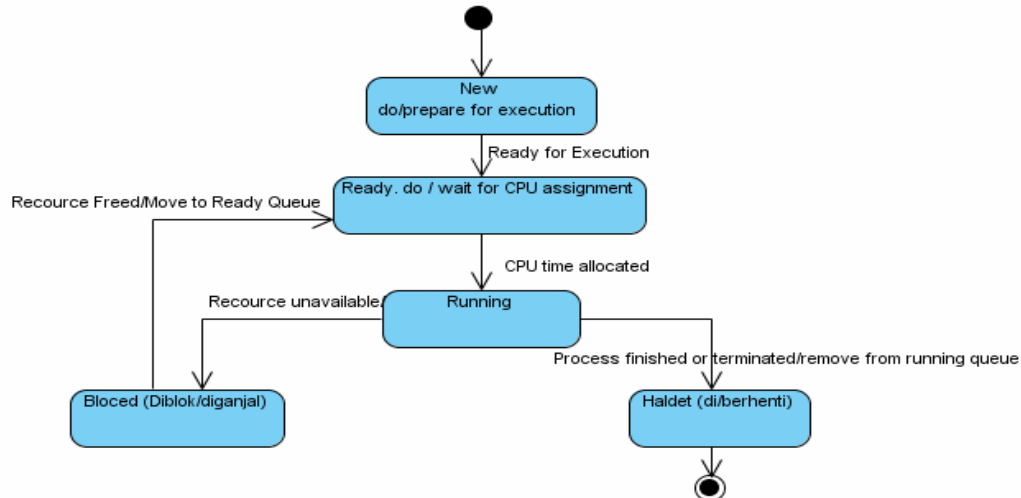 New
do/prepare for execution
Ready for Execution
Ready. do / wait for CPU assignment
Recource Freed/Move to Ready Queue
CPU time allocated
Recource unavailable/
Running
Process finished or terminated/remove from running queue
Bloced (Diblok/diganjal)
Haldet (di/berhenti)